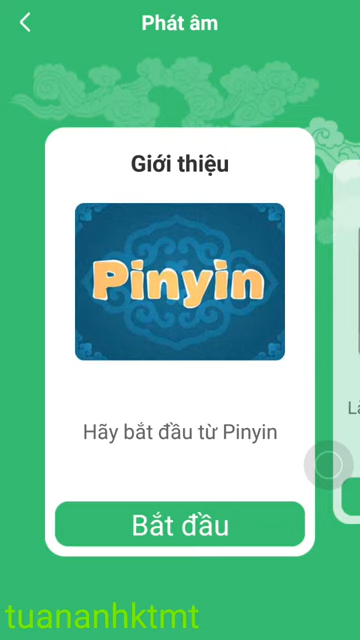 Phát âm
Giới thiệu
Pinyin
Hãy bắt đầu từ Pinyin
Bắt đầu
tuananhktmt